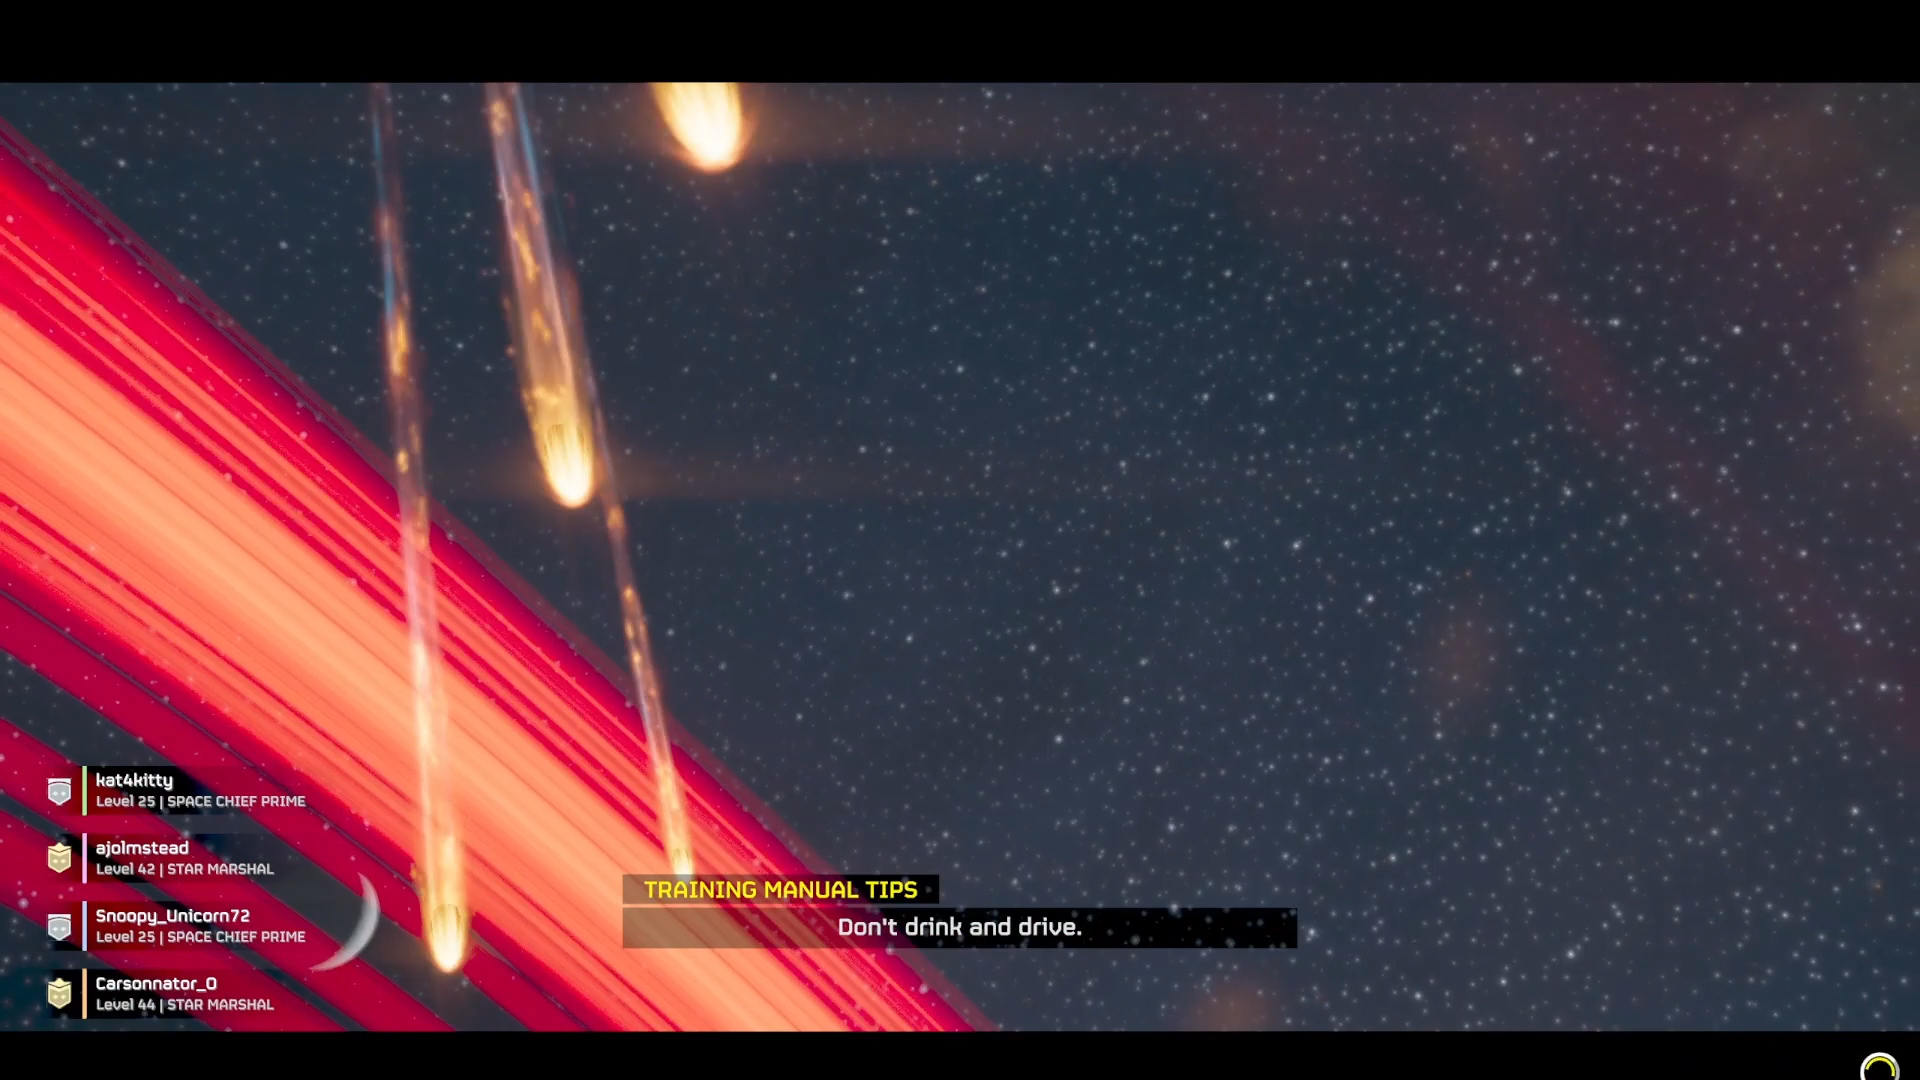 kat4kitty
Level 25 | SPACE CHIEF PRIME
ajolmstead
Level 42 | STAR MARSHAL
Snoopy_Unicorn72
Level 25 | SPACE CHIEF PRIME
Carsonnator_0
Level 44 | STAR MARSHAL
TRAINING MANUAL TIPS
Don't drink and drive.